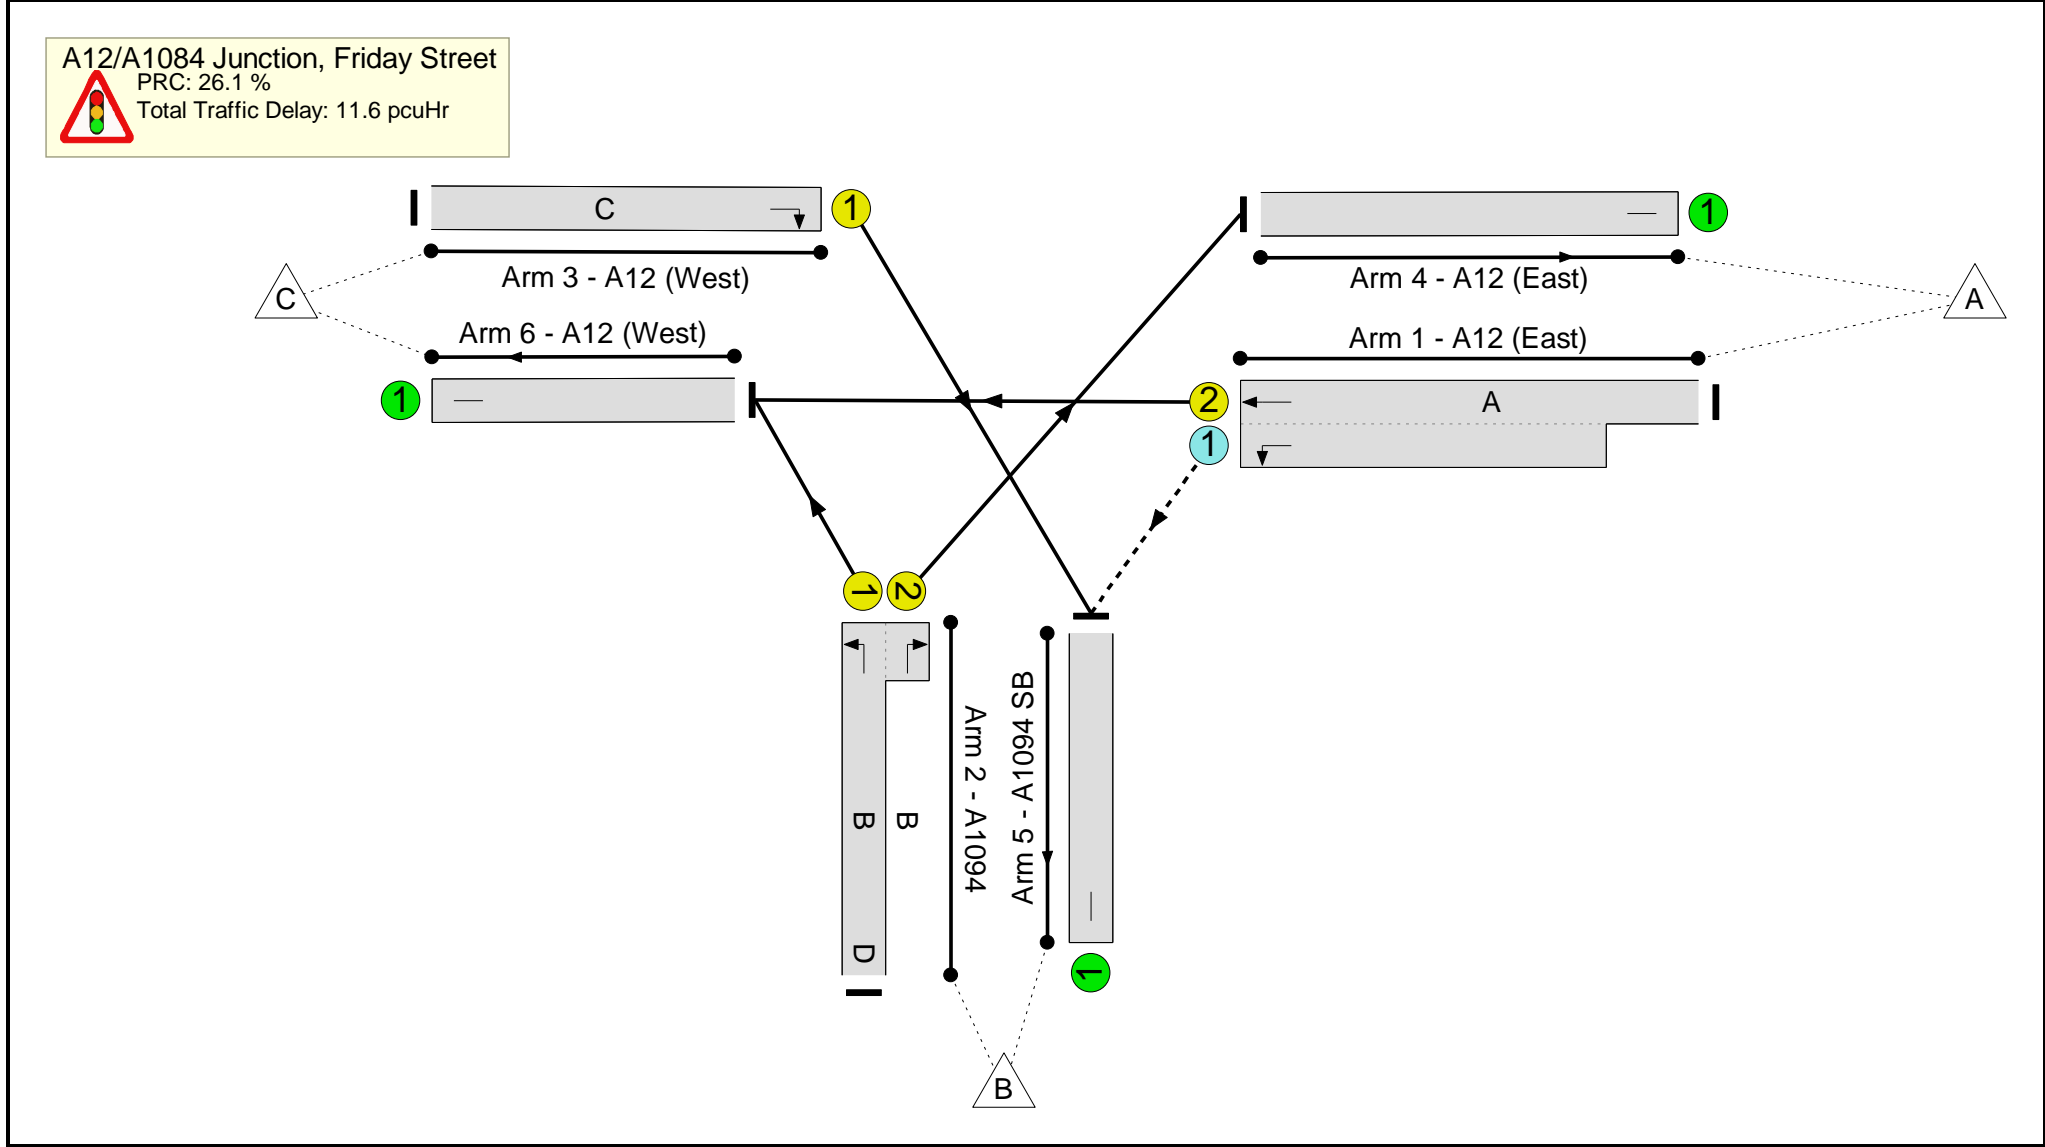 A12/A1084 Junction, Friday Street
PRC: 26.1 %
Total Traffic Delay: 11.6 pcuHr
C
1
1
Arm 3 - A12 (West)
Arm 4 - A12 (East)
C
A
Arm 6 - A12 (West)
Arm 1 - A12 (East)
1
2
A
1
1
2
Arm 2 - A1094
Arm 5 - A1094 SB
B
B
D
1
B